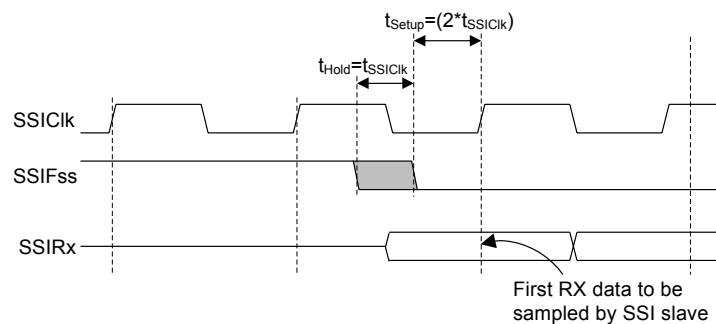 tSetup=(2*tSSIClk)
tHold=tSSIClk
SSIClk
SSIFss
SSIRx
First RX data to be
sampled by SSI slave